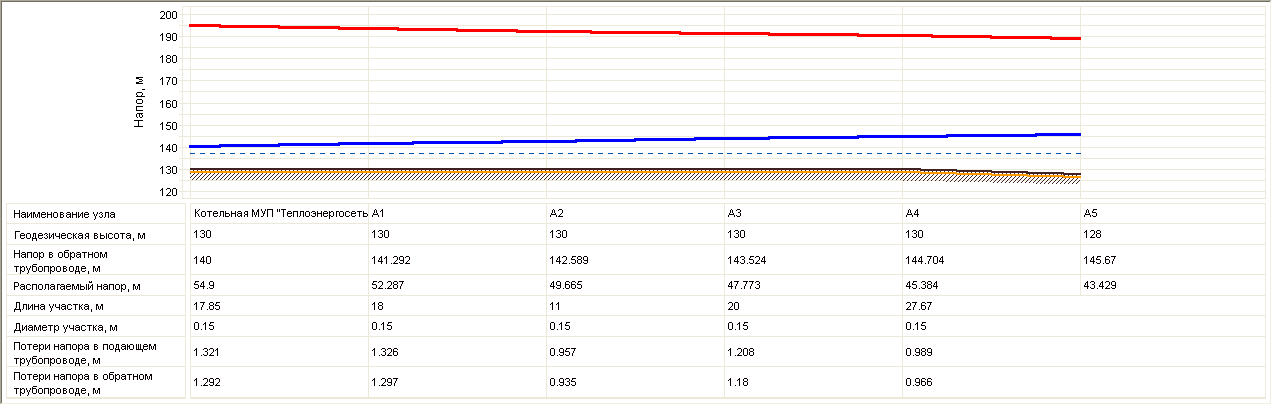 200
190
180
170
160
150
140
130
120
Напор, м
Наименование узла Котельная МУП "Теплоэнергосеть A1 A2 A3 A4 A5
Геодезическая высота, м 130 130 130 130 130 128
Напор в обратном
трубопроводе, м 140 141.292 142.589 143.524 144.704 145.67
Располагаемый напор, м 54.9 52.287 49.665 47.773 45.384 43.429
Длина участка, м 17.85 18 11 20 27.67
Диаметр участка, м 0.15 0.15 0.15 0.15 0.15
Потери напора в подающем
трубопроводе, м 1.321 1.326 0.957 1.208 0.989
Потери напора в обратном
трубопроводе, м 1.292 1.297 0.935 1.18 0.966